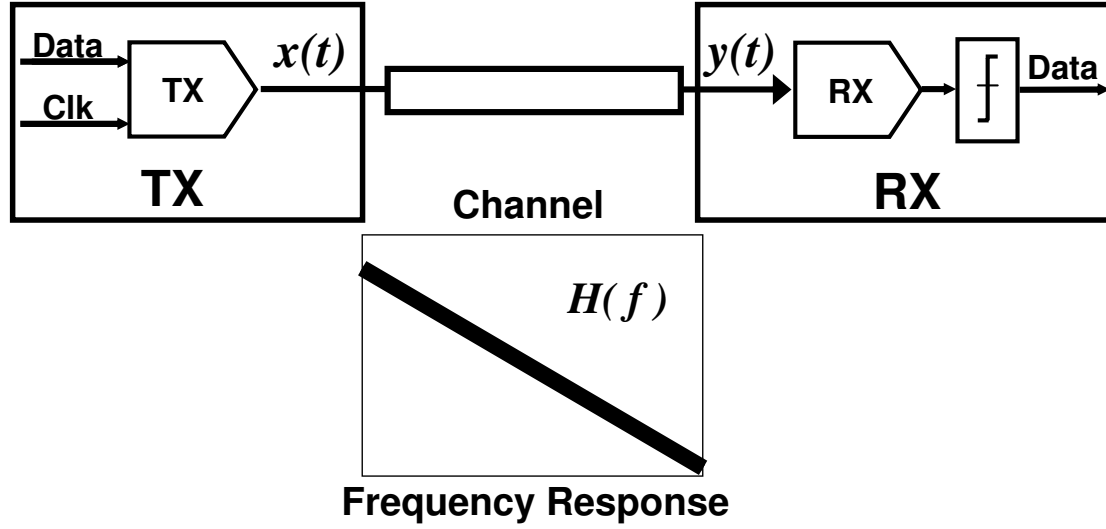 Data
Clk
TX
x(t)
TX
y(t)
RX
Data
RX
Channel
H(f)
Frequency Response